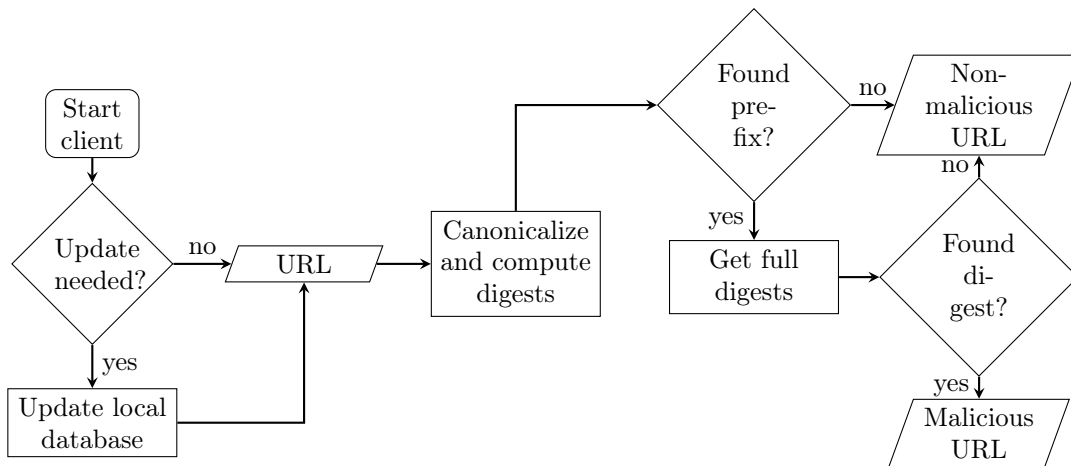 Start
client
Update
needed?
no
yes
Update local
database
URL
Canonicalize
and compute
digests
Found
pre-
fix?
no
yes
Non-
malicious
URL
Get full
digests
Found
di-
gest?
no
yes
Malicious
URL